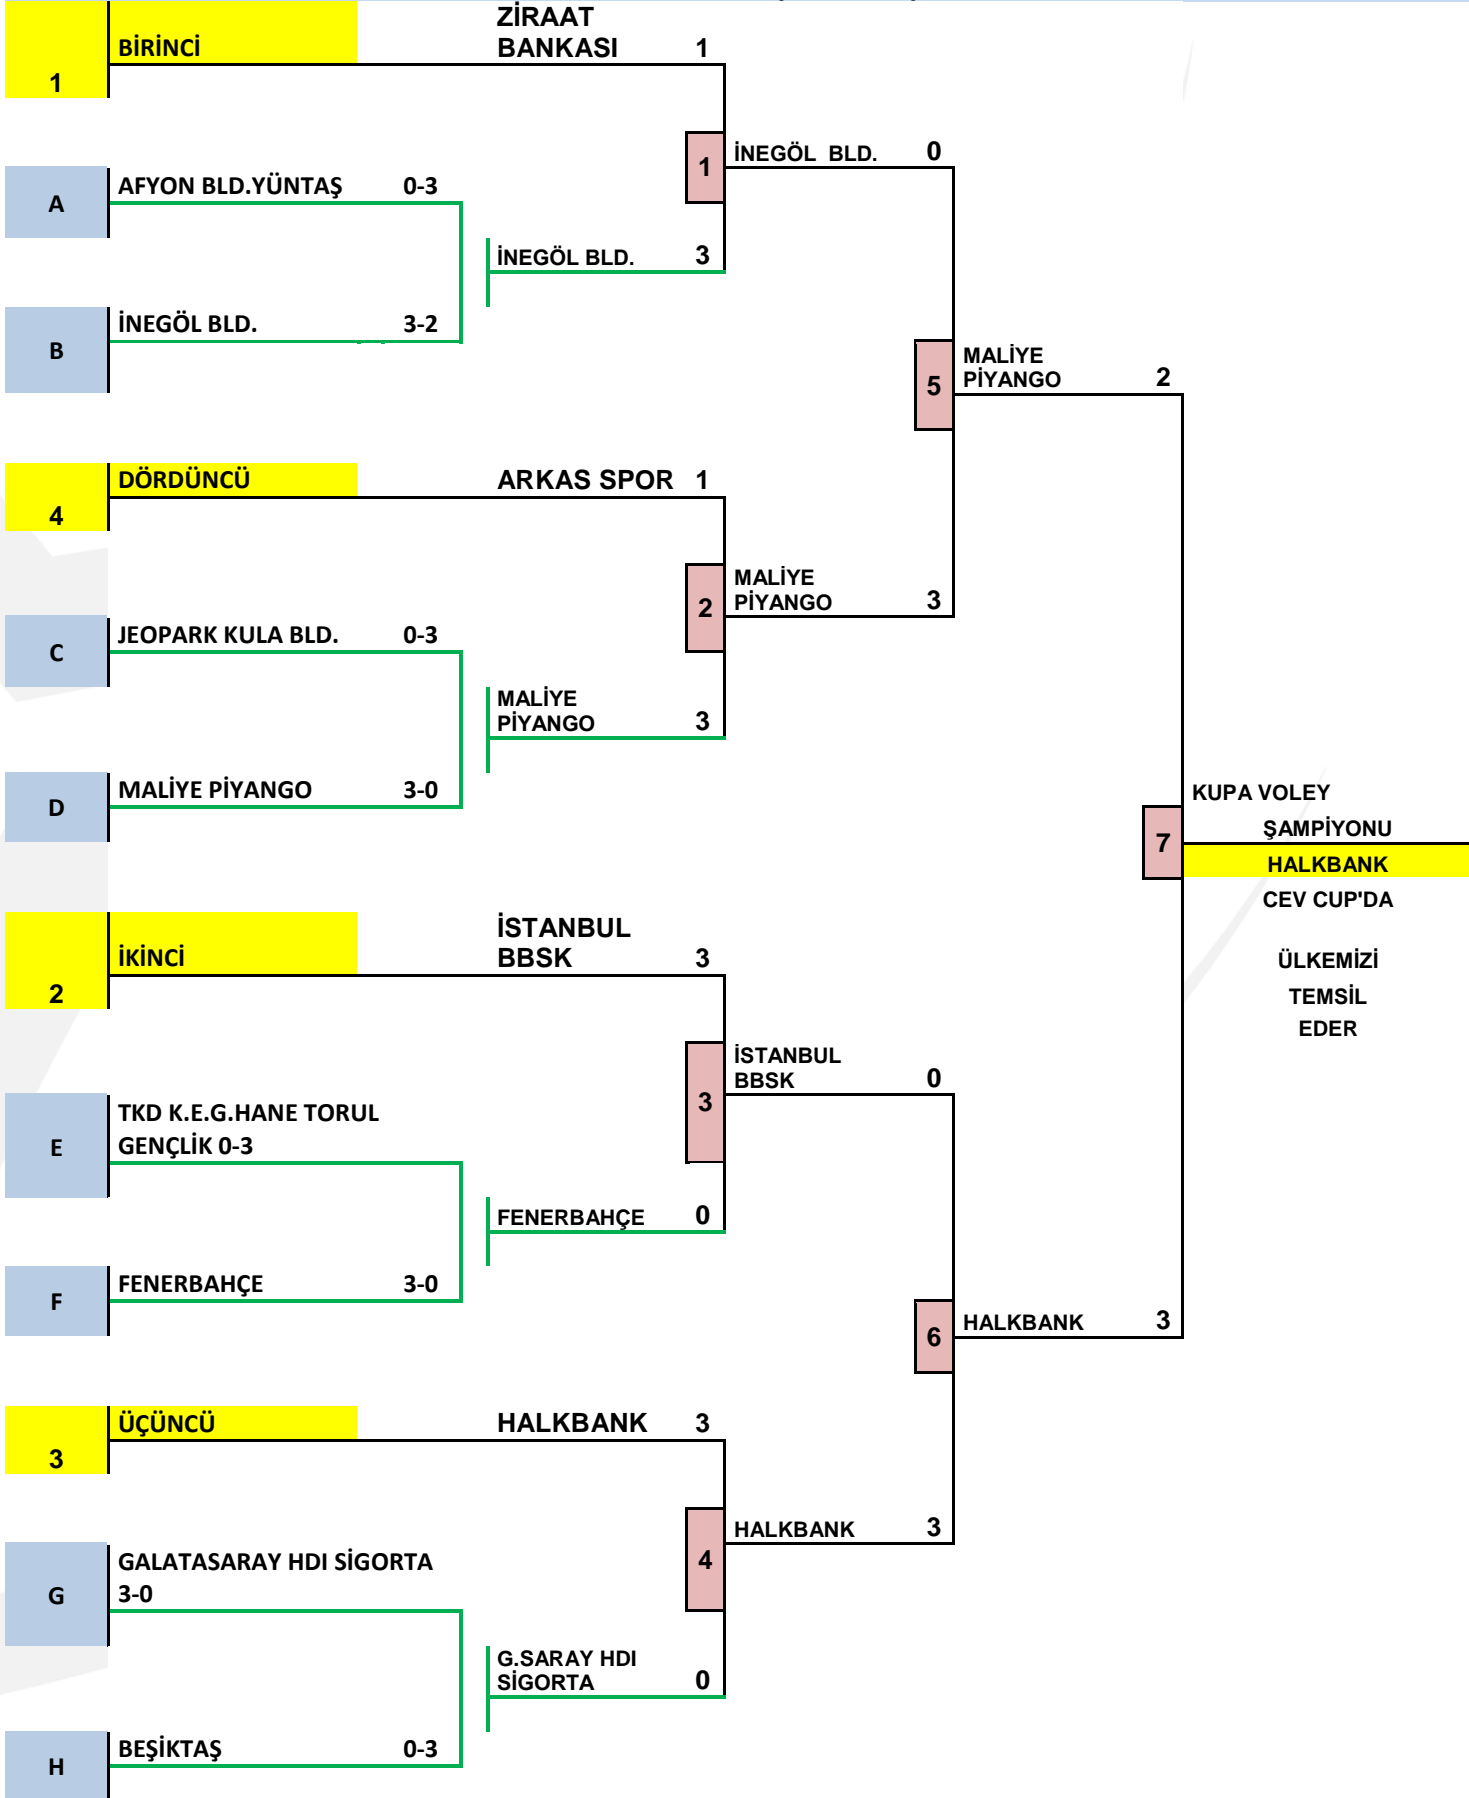 ZİRAAT
BİRİNCİ BANKASI 1
1
İNEGÖL BLD. 0
1
AFYON BLD.YÜNTAŞ 0-3
A
İNEGÖL BLD. 3
İNEGÖL BLD. 3-2
B
MALİYE
PİYANGO 2
5
DÖRDÜNCÜ ARKAS SPOR 1
4
MALİYE
PİYANGO 3
2
JEOPARK KULA BLD. 0-3
C
MALİYE
PİYANGO 3
MALİYE PİYANGO 3-0
D
KUPA VOLEY
ŞAMPİYONU
7
HALKBANK
CEV CUP'DA
ÜLKEMİZİ
TEMSİL
EDER
İSTANBUL
İKİNCİ BBSK 3
2
İSTANBUL
BBSK 0
3
TKD K.E.G.HANE TORUL
GENÇLİK 0-3
E
FENERBAHÇE 0
FENERBAHÇE 3-0
F
HALKBANK 3
6
ÜÇÜNCÜ HALKBANK 3
3
HALKBANK 3
4
GALATASARAY HDI SİGORTA
3-0
G
G.SARAY HDI
SİGORTA 0
BEŞİKTAŞ 0-3
H